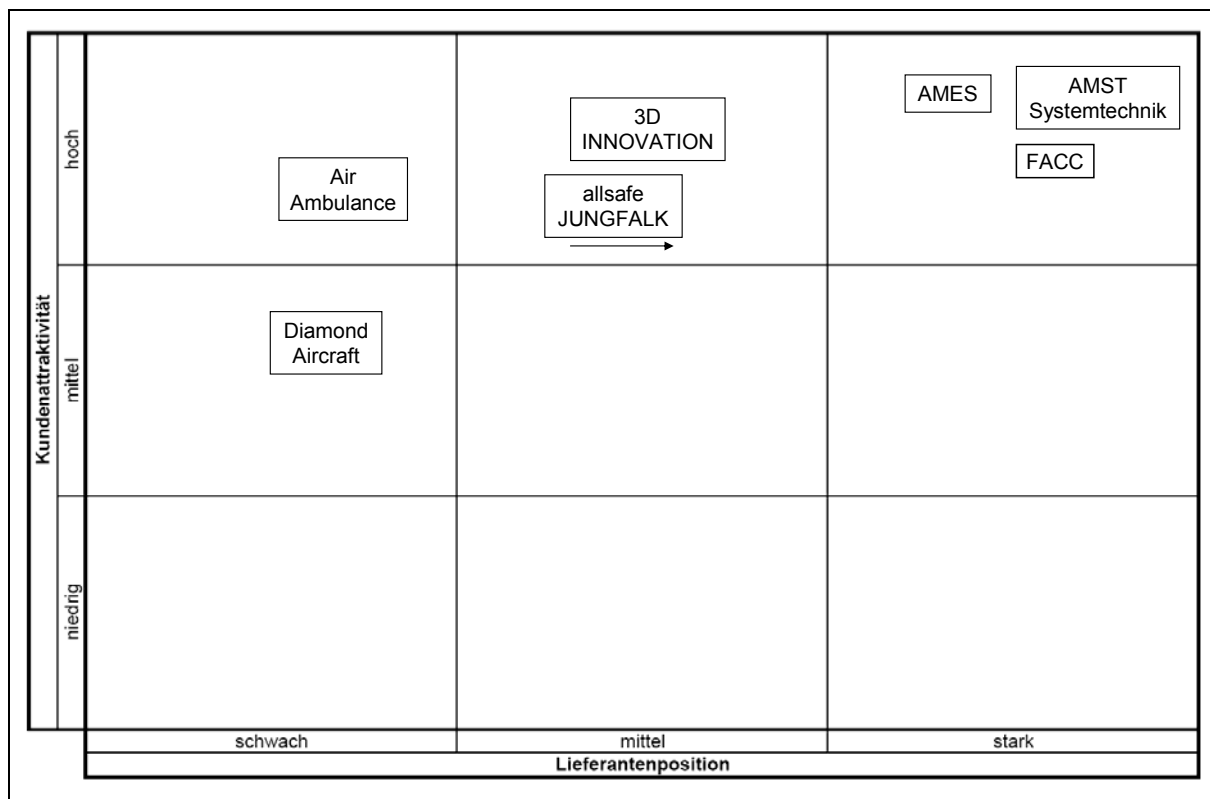 Kundenattraktivität
hoch
mittel
niedrig
AMES
AMST
Systemtechnik
3D
INNOVATION
FACC
Air
Ambulance
allsafe
JUNGFALK
Diamond
Aircraft
schwach
mittel
stark
Lieferantenposition